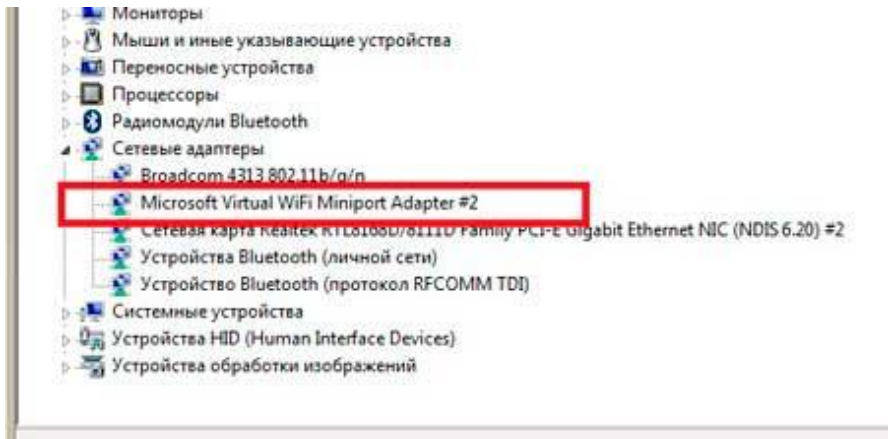 Мониторы
Мыши и иные указывающие устройства
Переносные устройства
Процессоры
Радиомодули Bluetooth
Сетевые адаптеры
Broadcom 4313 802.11b/g/n
Microsoft Virtual WiFi Miniport Adapter #2
Сетевая карта Realtek RTL8168D/8111D Family PCI-E Gigabit Ethernet NIC (NDIS 6.20) #2
Устройства Bluetooth (личной сети)
Устройство Bluetooth (протокол RFCOMM TDI)
Системные устройства
Устройства HID (Human Interface Devices)
Устройства обработки изображений